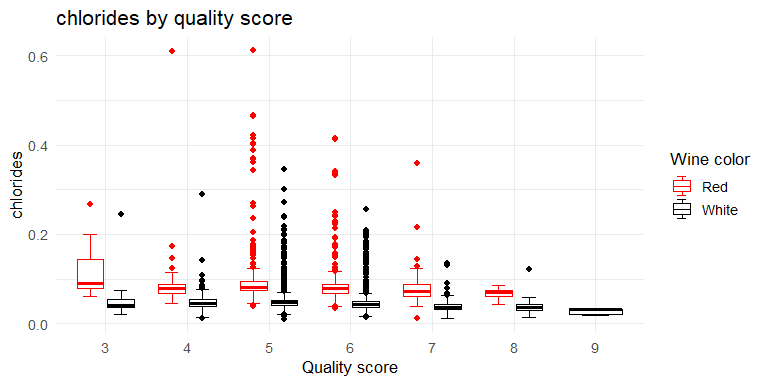 chlorides by quality score
0.6
0.4
0.2
0.0
chlorides
3 4 5 6 7 8 9
Quality score
Wine color
Red
White